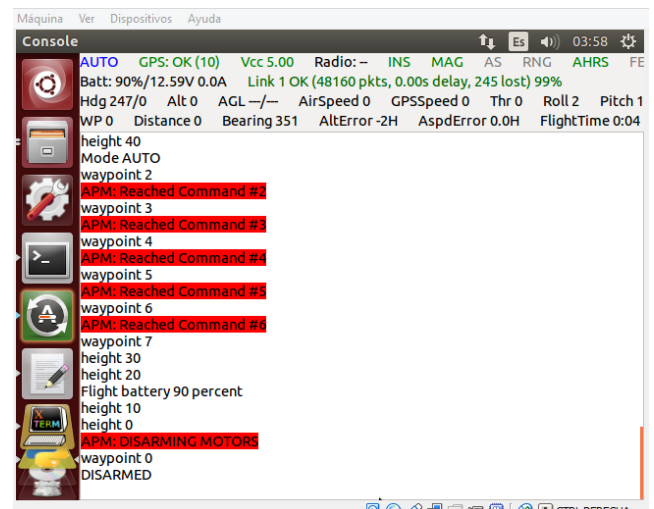 Máquina Ver Dispositivos Ayuda
Console Es 03:58
AUTO GPS: OK (10) Vcc 5.00 Radio: -- INS MAG AS RNG AHRS FE
Batt: 90%/12.59V 0.0A Link 1 OK (48160 pkts, 0.00s delay, 245 lost) 99%
Hdg 247/0 Alt 0 AGL ---/--- AirSpeed 0 GPSSpeed 0 Thr 0 Roll 2 Pitch 1
WP 0 Distance 0 Bearing 351 AltError -2H AspdError 0.0H FlightTime 0:04
height 40
Mode AUTO
waypoint 2
APM: Reached Command #2
waypoint 3
APM: Reached Command #3
waypoint 4
APM: Reached Command #4
waypoint 5
APM: Reached Command #5
waypoint 6
APM: Reached Command #6
waypoint 7
height 30
height 20
Flight battery 90 percent
height 10
height 0
APM: DISARMING MOTORS
waypoint 0
DISARMED
X TERM
CTRL DERECHA